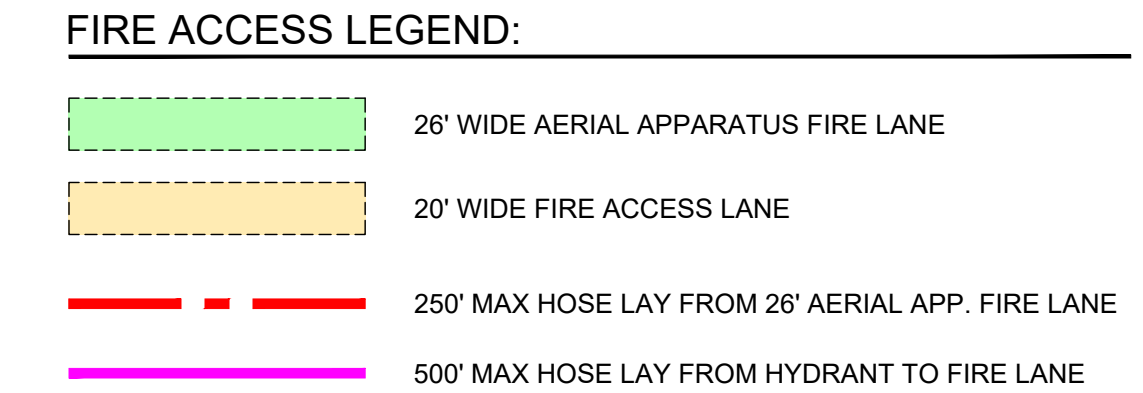 FIRE ACCESS LEGEND:
26' WIDE AERIAL APPARATUS FIRE LANE
20' WIDE FIRE ACCESS LANE
250' MAX HOSE LAY FROM 26' AERIAL APP. FIRE LANE
500' MAX HOSE LAY FROM HYDRANT TO FIRE LANE